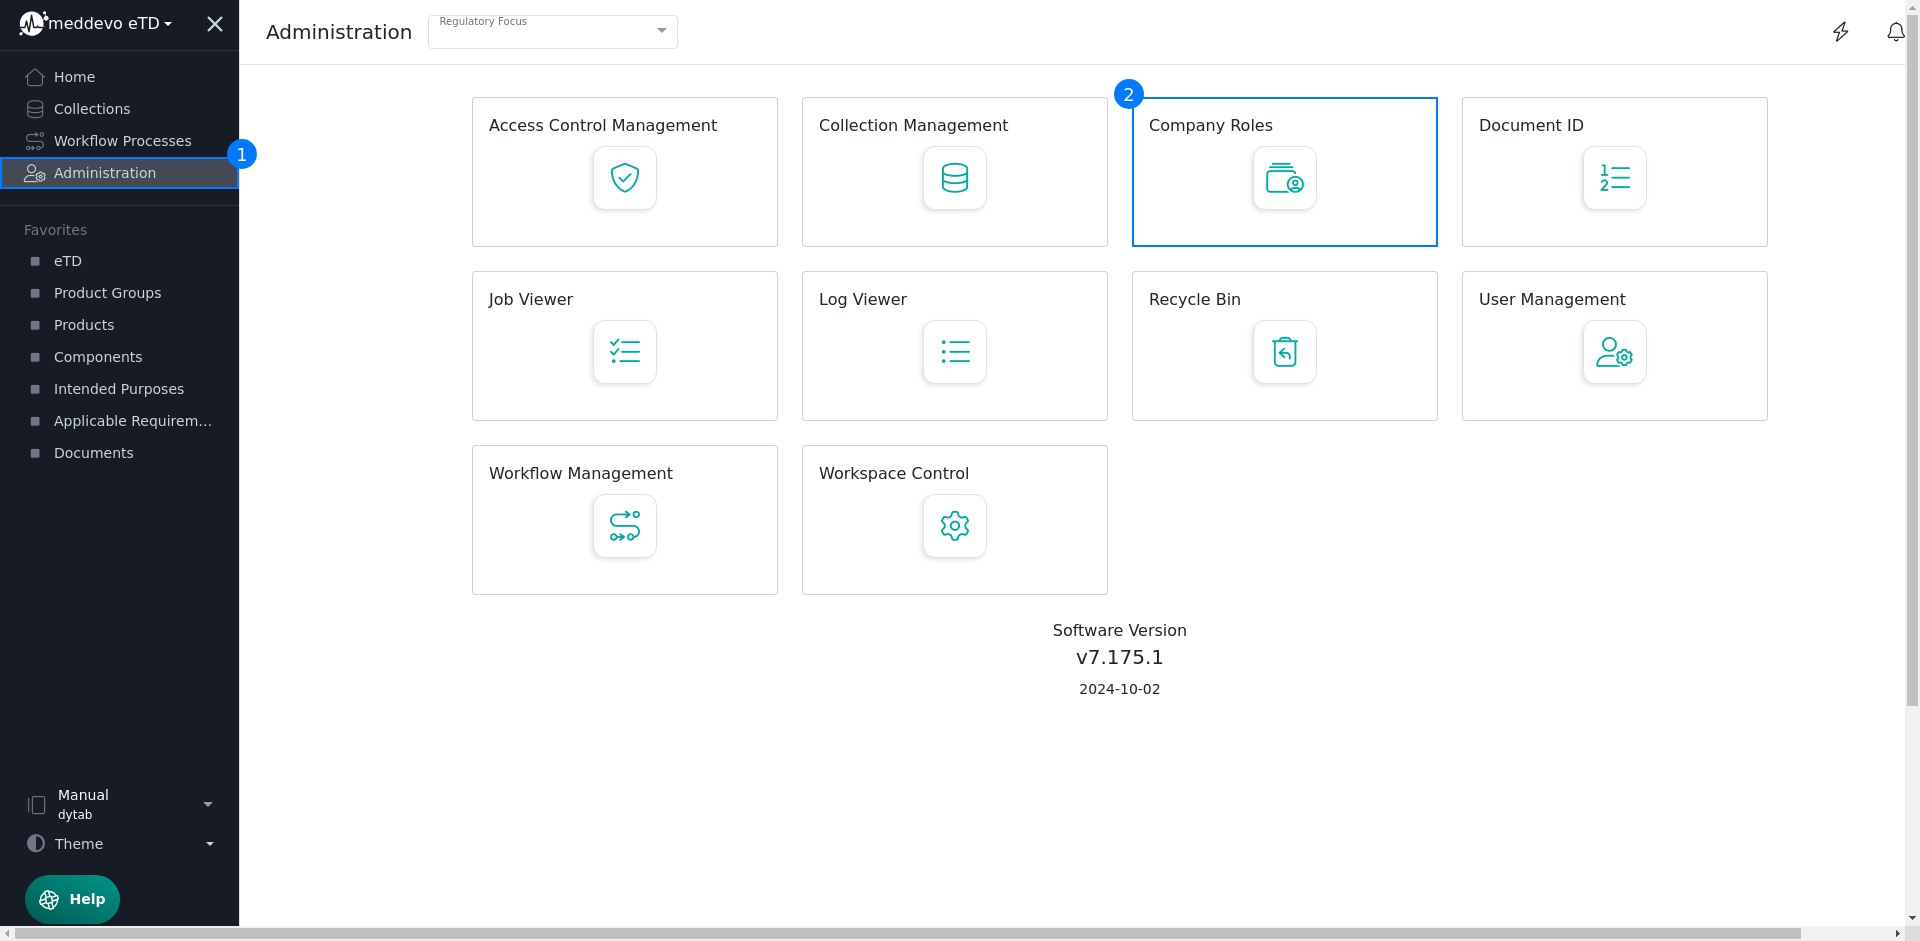 meddevo eTD
Home
Collections
Workflow Processes
1
Administration
Favorites
eTD
Product Groups
Products
Components
Intended Purposes
Applicable Requirem...
Documents
Manual
dytab
Theme
Help
Administration
Regulatory Focus
2
Access Control Management
Collection Management
Company Roles
Document ID
Job Viewer
Log Viewer
Recycle Bin
User Management
Workflow Management
Workspace Control
Software Version
v7.175.1
2024-10-02